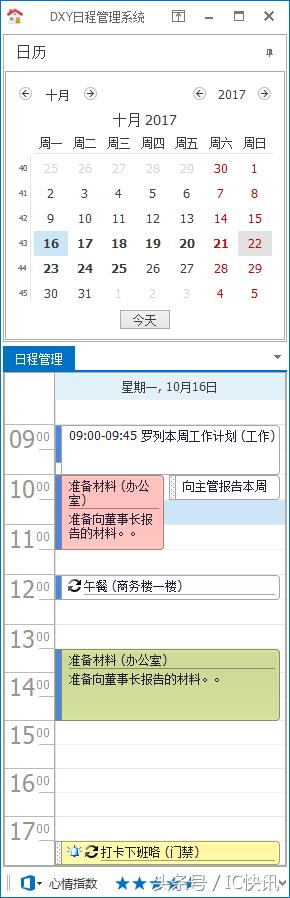 DXY日程管理系统
日历
十月 2017
十月 2017
周一 周二 周三 周四 周五 周六 周日
40 25 26 27 28 29 30 1
41 2 3 4 5 6 7 8
42 9 10 11 12 13 14 15
43 16 17 18 19 20 21 22
44 23 24 25 26 27 28 29
45 30 31 1 2 3 4 5
今天
日程管理
星期一, 10月16日
09 00
09:00-09:45 罗列本周工作计划 (工作)
10 00
准备材料 (办公
室)
准备向董事长报
告的材料。。
向主管报告本周
11 00
12 00
午餐 (商务楼一楼)
13 00
准备材料 (办公室)
准备向董事长报告的材料。。
14 00
15 00
16 00
17 00
打卡下班咯 (门禁)
心情指数
头条号 / IC快讯